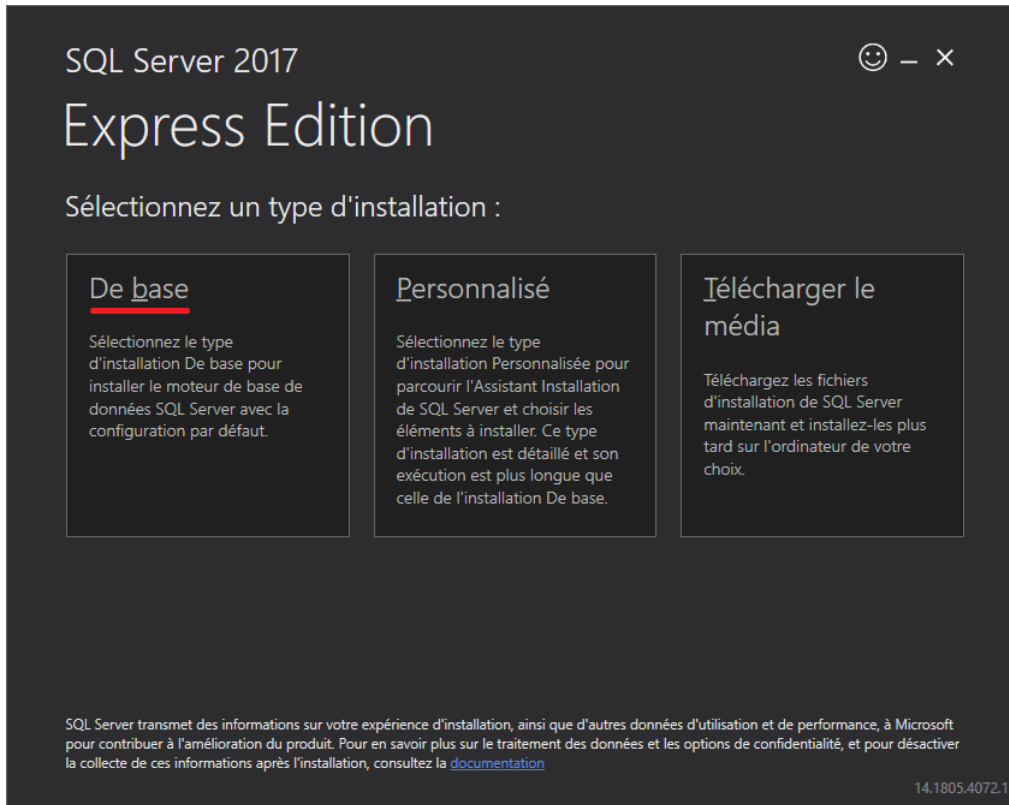 SQL Server 2017
Express Edition
Sélectionnez un type d'installation :
De base
Sélectionnez le type
d'installation De base pour
installer le moteur de base de
données SQL Server avec la
configuration par défaut.
Personnalisé
Sélectionnez le type
d'installation Personnalisée pour
parcourir l'Assistant Installation
de SQL Server et choisir les
éléments à installer. Ce type
d'installation est détaillé et son
exécution est plus longue que
celle de l'installation De base.
Télécharger le
média
Téléchargez les fichiers
d'installation de SQL Server
maintenant et installez-les plus
tard sur l'ordinateur de votre
choix.
SQL Server transmet des informations sur votre expérience d'installation, ainsi que d'autres données d'utilisation et de performance, à Microsoft
pour contribuer à l'amélioration du produit. Pour en savoir plus sur le traitement des données et les options de confidentialité, et pour désactiver
la collecte de ces informations après l'installation, consultez la documentation
14.1805.4072.1